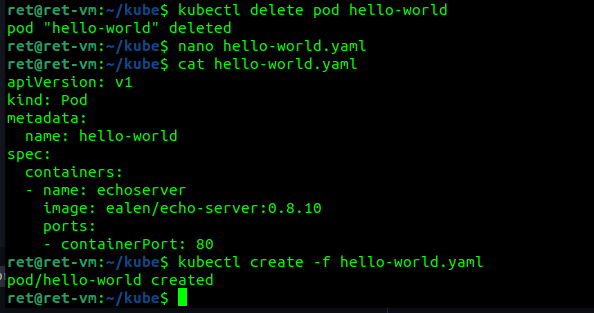 ret@ret-vm:~/kube$ kubectl delete pod hello-world
pod "hello-world" deleted
ret@ret-vm:~/kube$ nano hello-world.yaml
ret@ret-vm:~/kube$ cat hello-world.yaml
apiVersion: v1
kind: Pod
metadata:
  name: hello-world
spec:
  containers:
  - name: echoserver
    image: ealen/echo-server:0.8.10
    ports:
    - containerPort: 80
ret@ret-vm:~/kube$ kubectl create -f hello-world.yaml
pod/hello-world created
ret@ret-vm:~/kube$